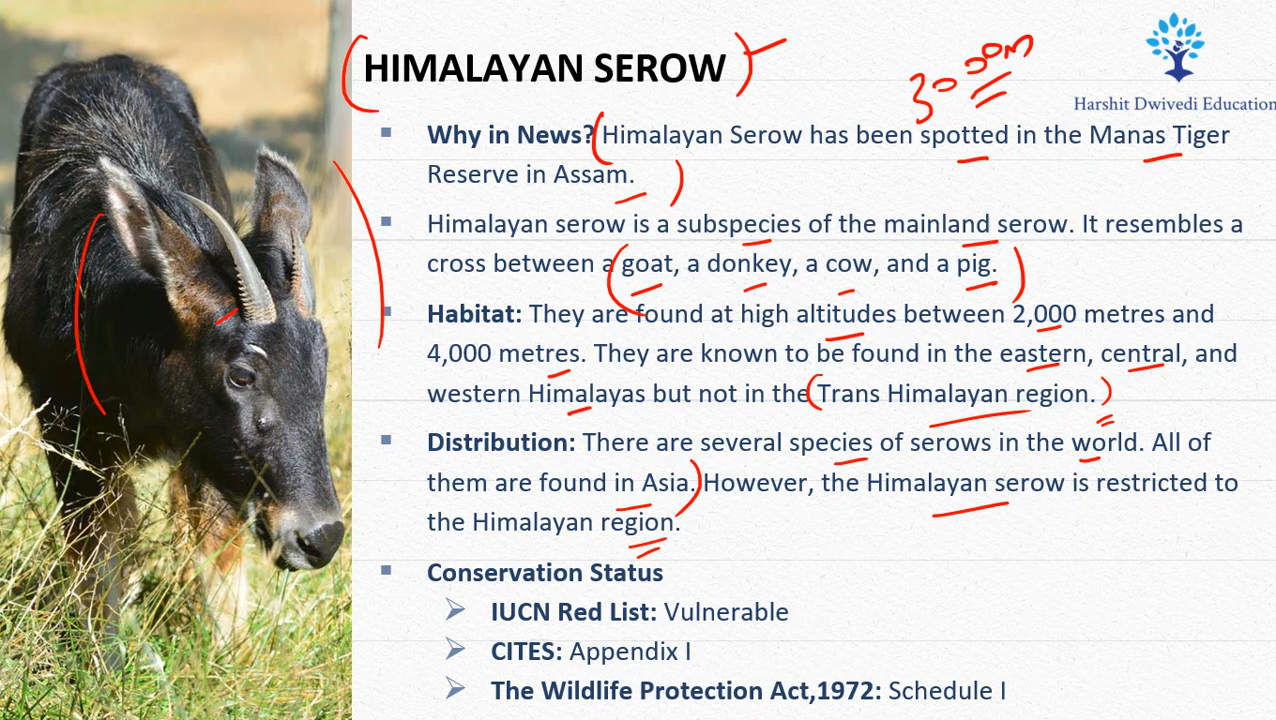 HIMALAYAN SEROW
3000m
Harshit Dwivedi Education
▪ Why in News? Himalayan Serow has been spotted in the Manas Tiger
Reserve in Assam.
▪ Himalayan serow is a subspecies of the mainland serow. It resembles a
cross between a goat, a donkey, a cow, and a pig.
▪ Habitat: They are found at high altitudes between 2,000 metres and
4,000 metres. They are known to be found in the eastern, central, and
western Himalayas but not in the Trans Himalayan region.
▪ Distribution: There are several species of serows in the world. All of
them are found in Asia. However, the Himalayan serow is restricted to
the Himalayan region.
▪ Conservation Status
➢ IUCN Red List: Vulnerable
➢ CITES: Appendix I
➢ The Wildlife Protection Act,1972: Schedule I